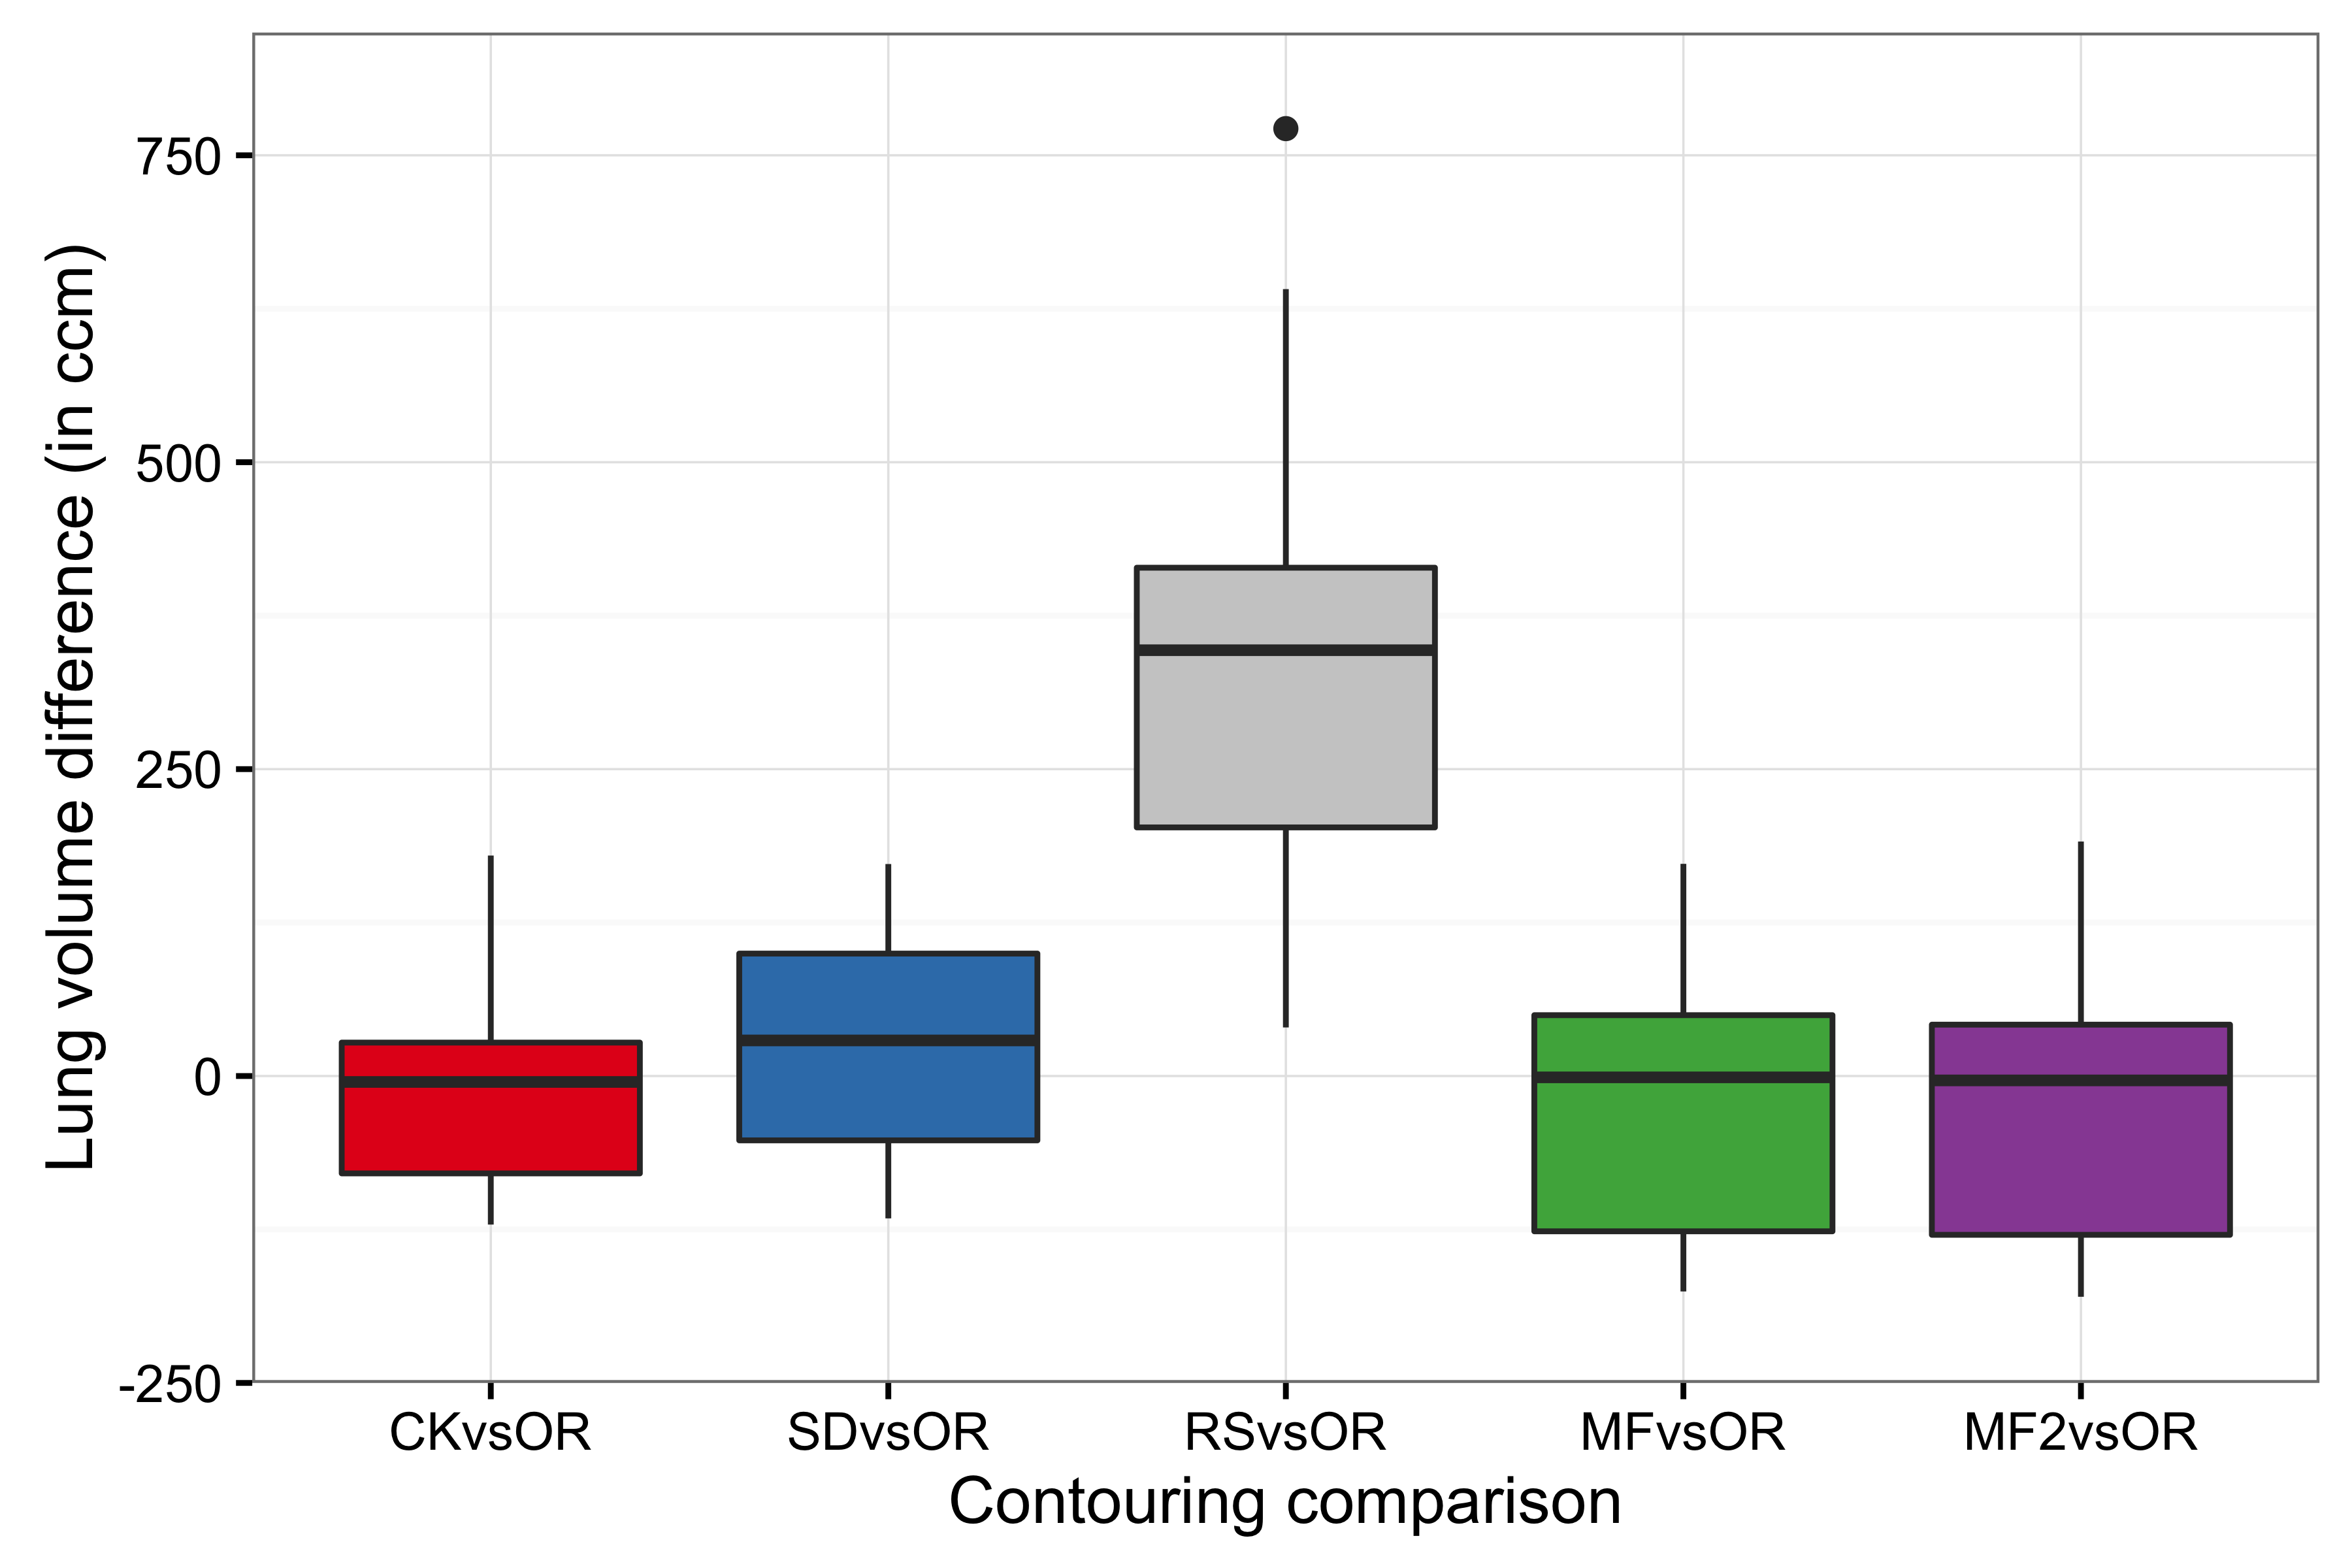 Lung volume difference (in ccm)
750
500
250
0
-250
CKvsOR SDvsOR RSvsOR MFvsOR MF2vsOR
Contouring comparison